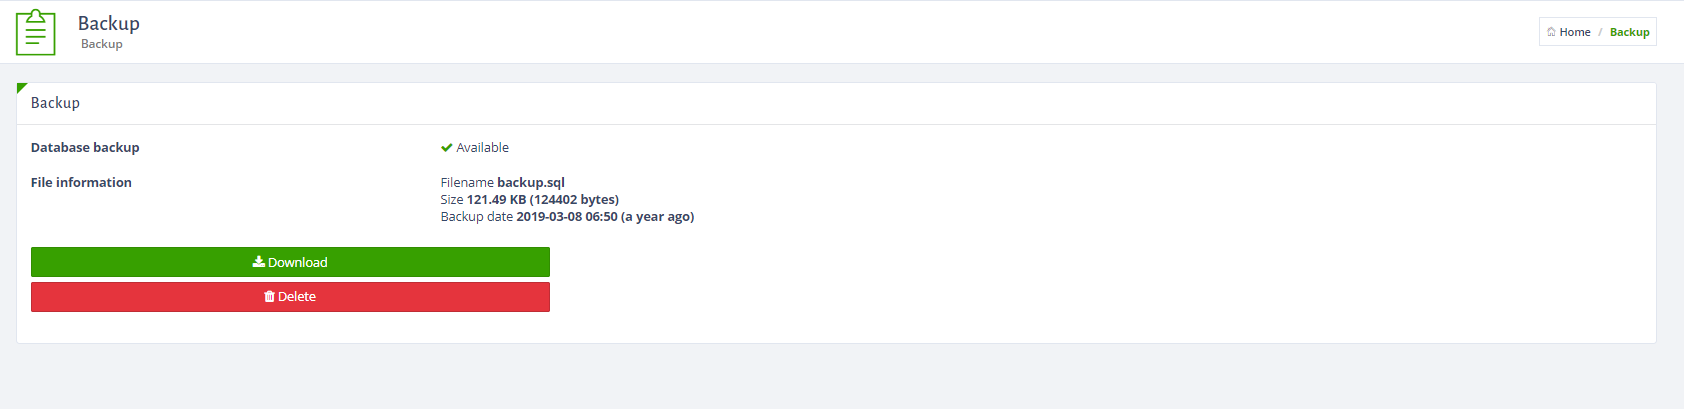 Backup
Backup
Home / Backup
Backup
Database backup
Available
File information
Filename backup.sql
Size 121.49 KB (124402 bytes)
Backup date 2019-03-08 06:50 (a year ago)
Download
Delete